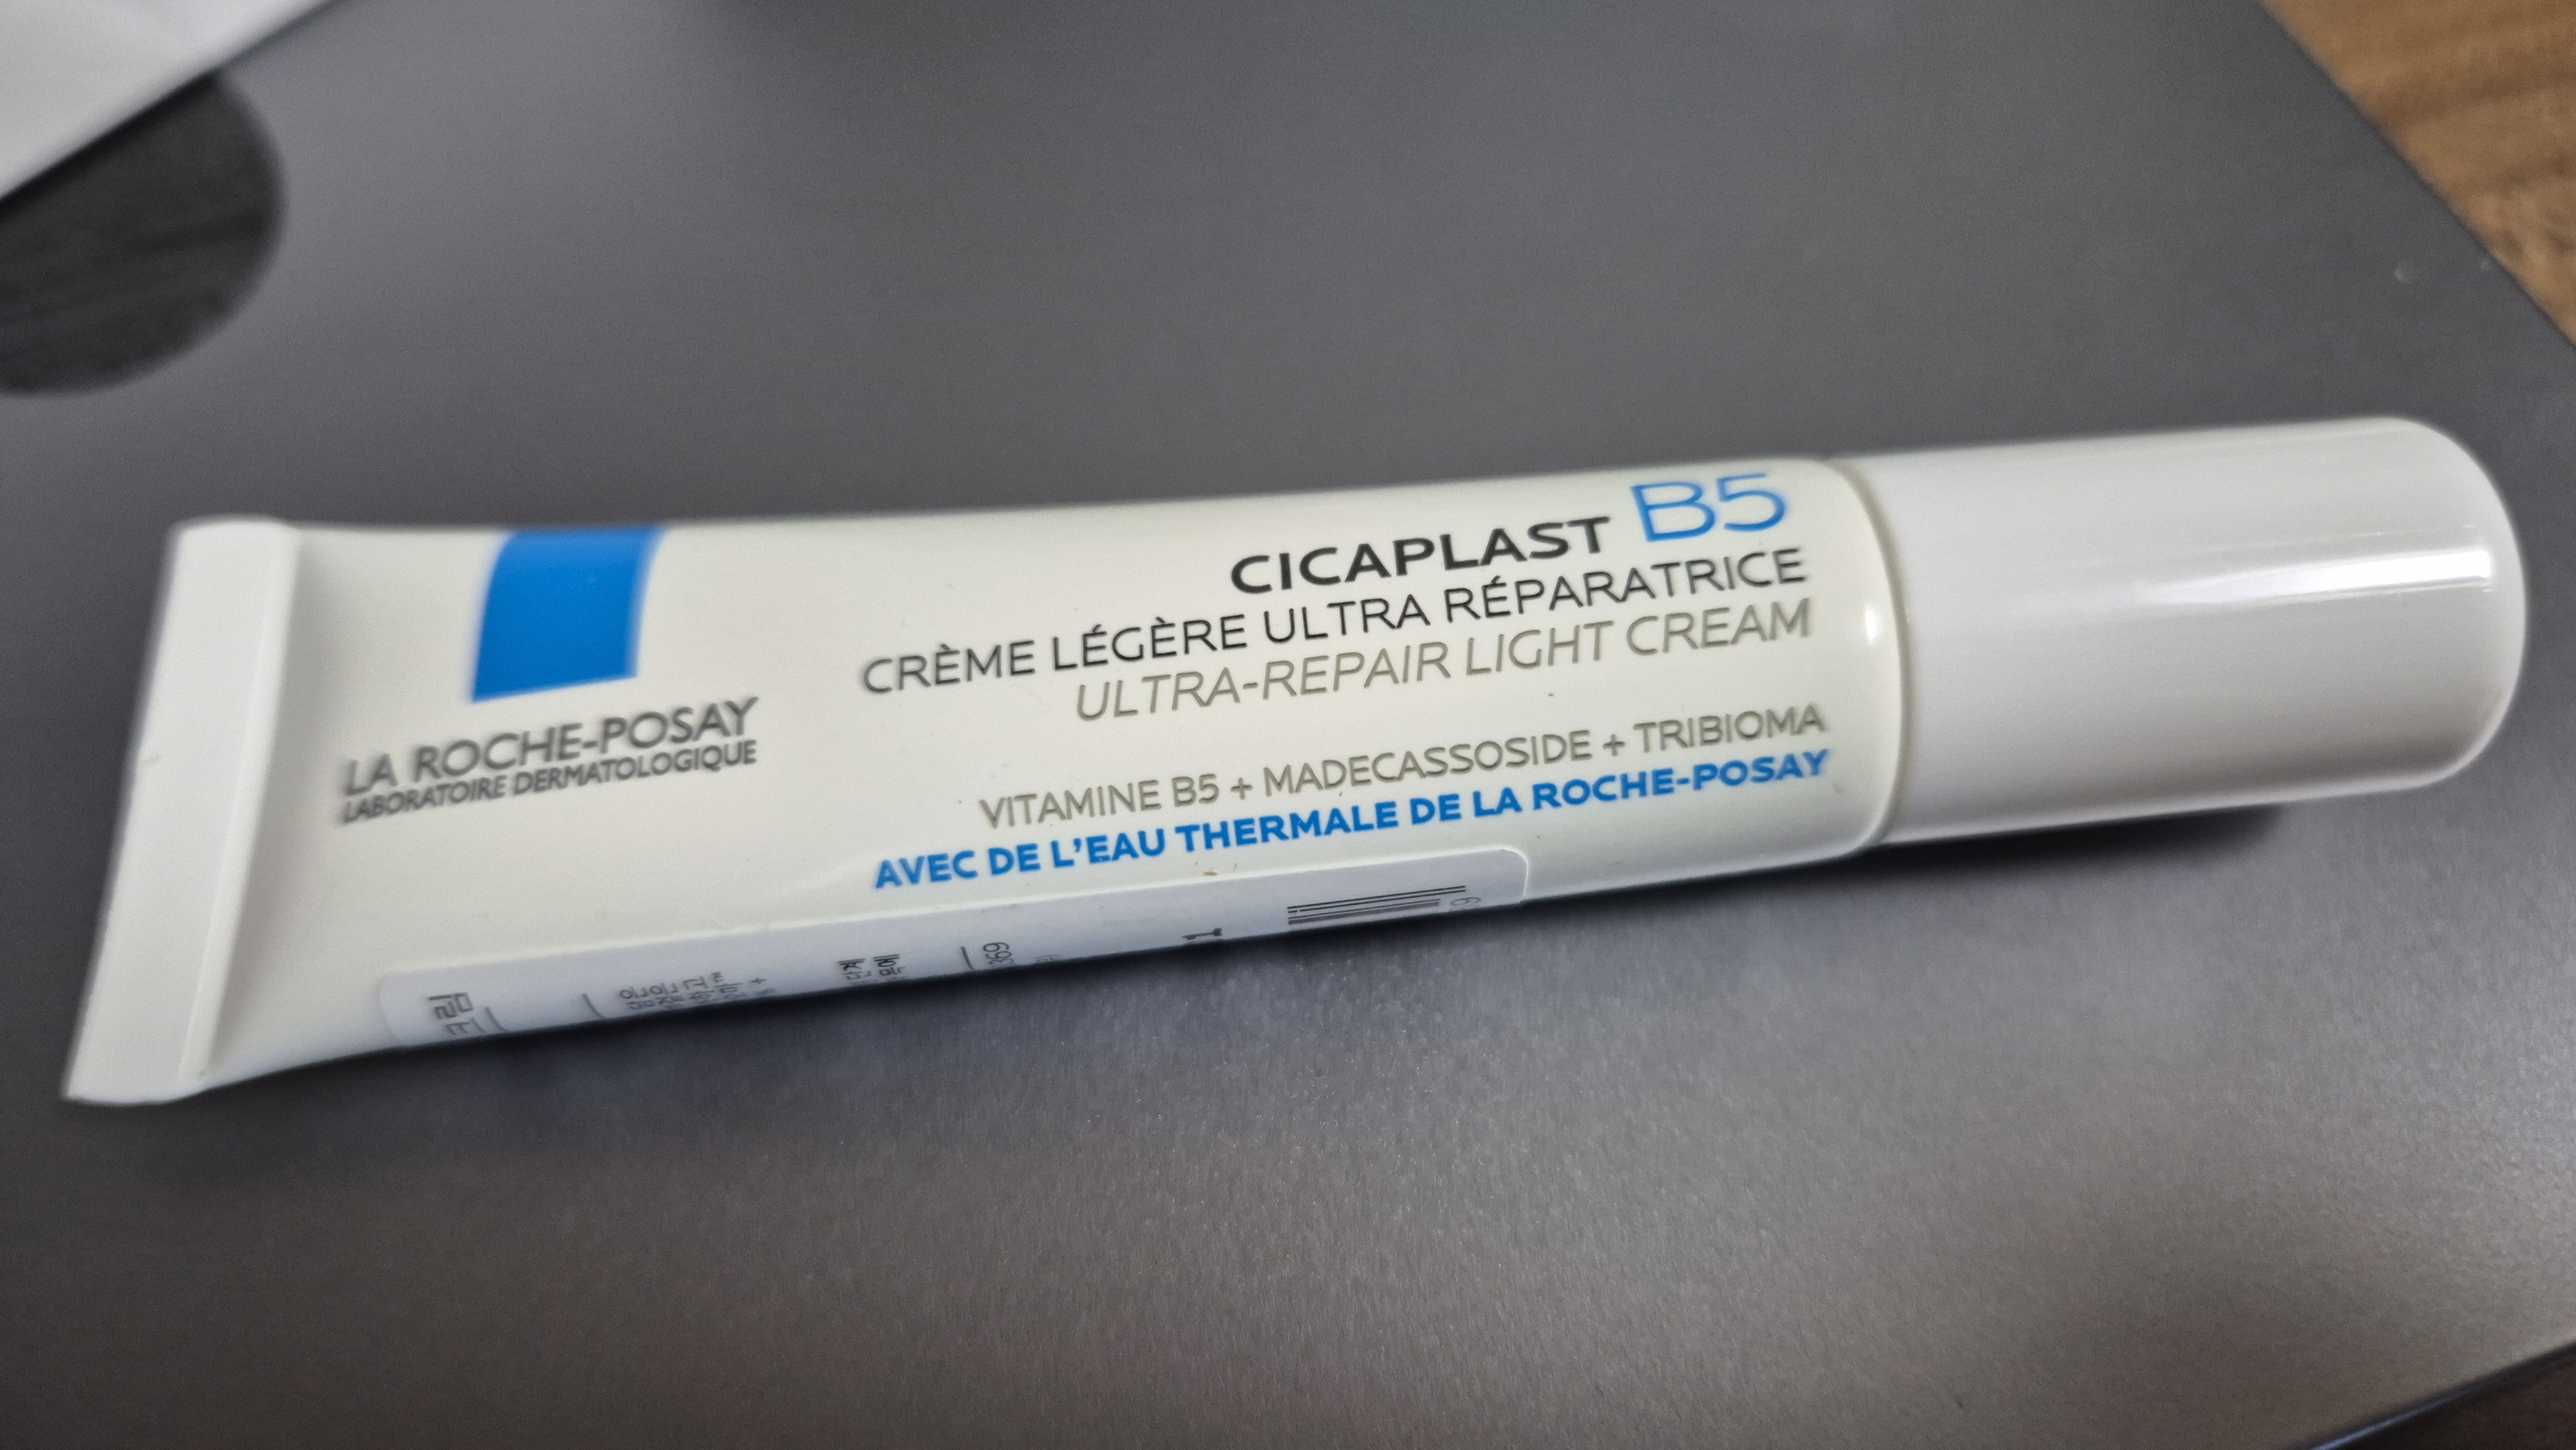 LA ROCHE-POSAY
LABORATOIRE DERMATOLOGIQUE
CICAPLAST B5
CRÈME LÉGÈRE ULTRA RÉPARATRICE
ULTRA-REPAIR LIGHT CREAM
VITAMINE B5 + MADECASSOSIDE + TRIBIOMA
AVEC DE L'EAU THERMALE DE LA ROCHE-POSAY